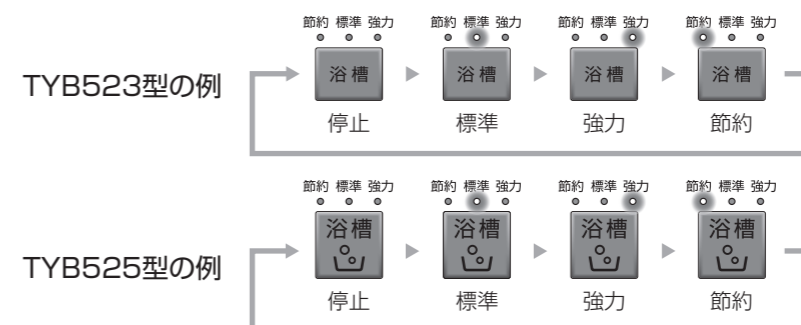 節約 標準 強力 節約 標準 強力 節約 標準 強力 節約 標準 強力
TYB523型の例 浴槽 浴槽 浴槽 浴槽
停止 標準 強力 節約
節約 標準 強力 節約 標準 強力 節約 標準 強力 節約 標準 強力
浴槽 浴槽 浴槽 浴槽
TYB525型の例
停止 標準 強力 節約